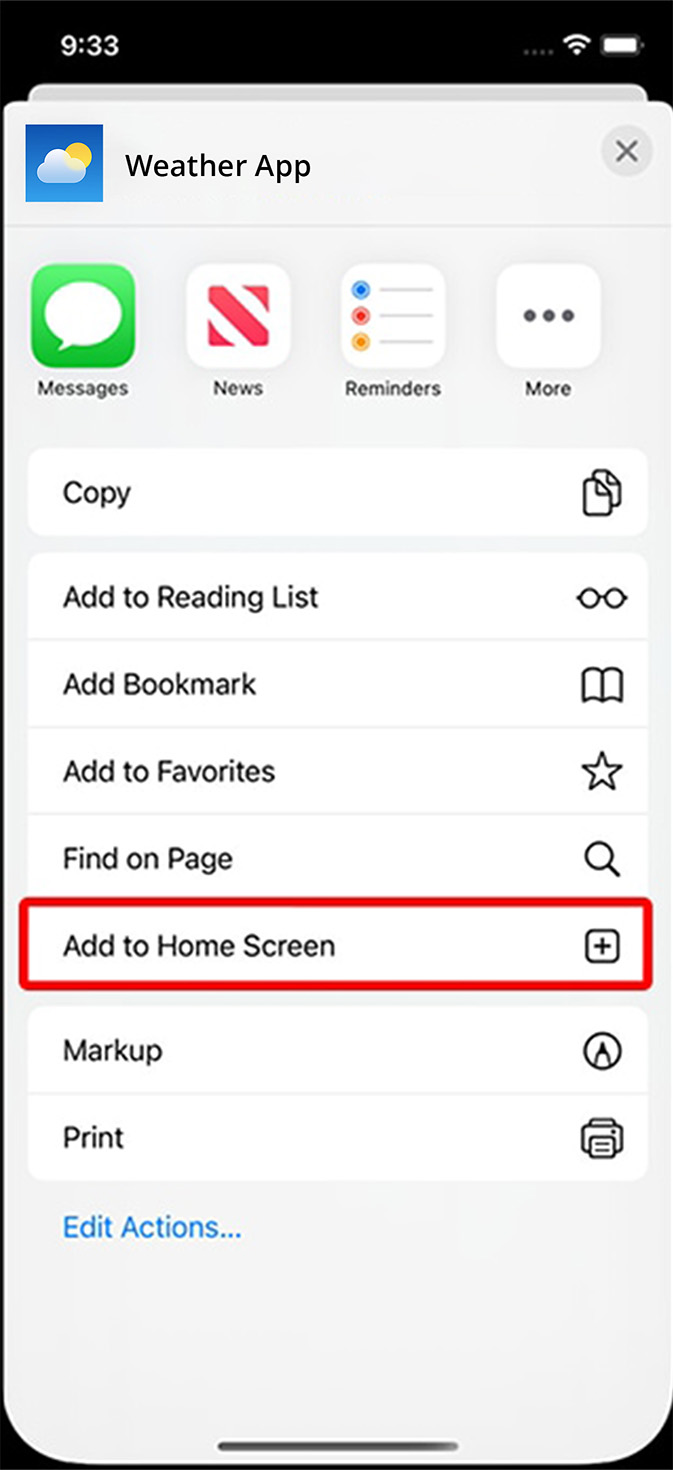 9:33
Weather App
Messages
News
Reminders
More
Copy
Add to Reading List
Add Bookmark
Add to Favorites
Find on Page
Add to Home Screen
Markup
Print
Edit Actions...